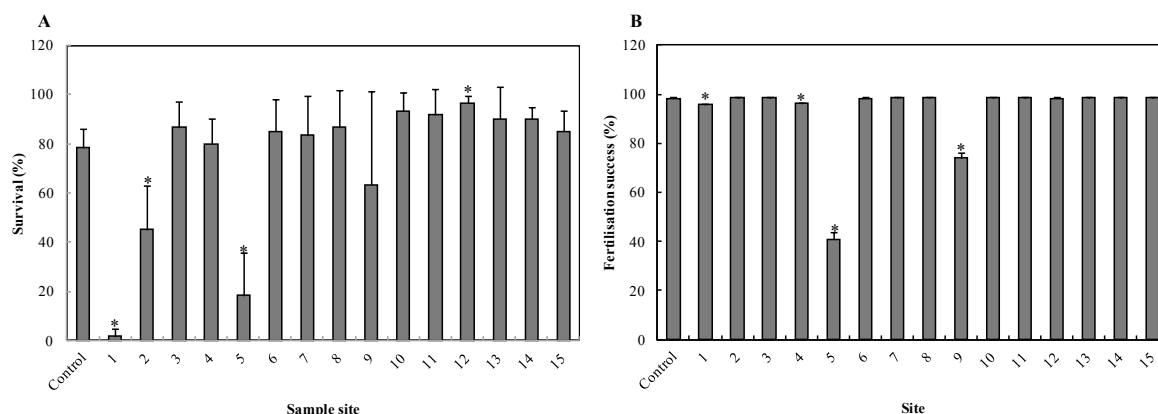 A
120
100
80
60
40
20
0
Survival (%)
* * * *
Control 1 2 3 4 5 6 7 8 9 10 11 12 13 14 15
Sample site
B
120
100
80
60
40
20
0
Fertilisation success (%)
* * * *
Control 1 2 3 4 5 6 7 8 9 10 11 12 13 14 15
Site